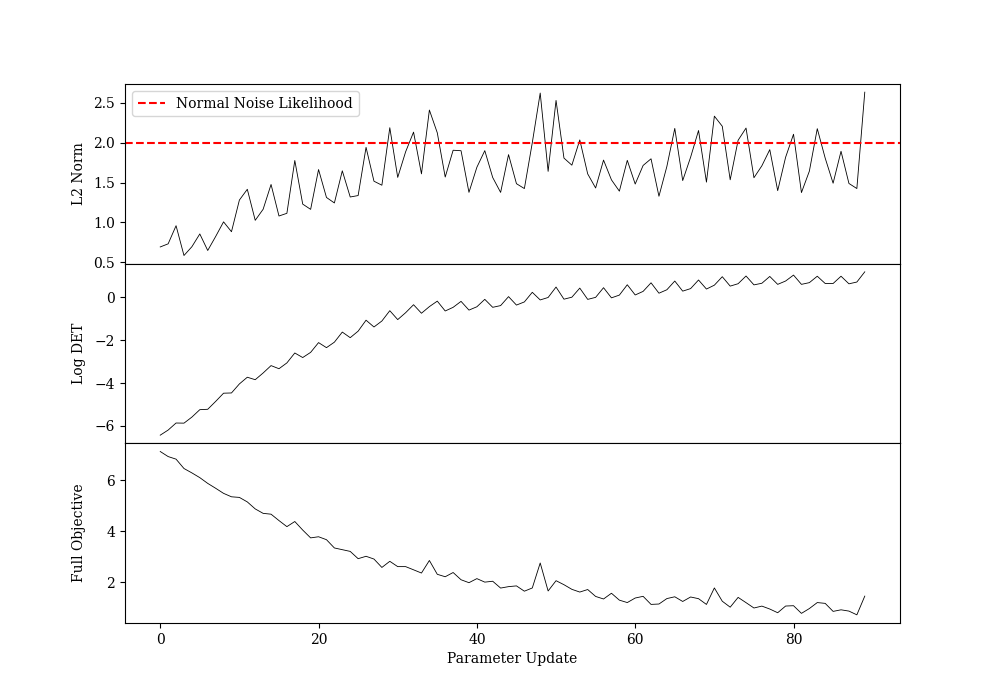 2.5
2.0
1.5
1.0
0.5
L2 Norm
Normal Noise Likelihood
0
−2
−4
−6
Log DET
6
4
2
Full Objective
0 20 40 60 80
Parameter Update